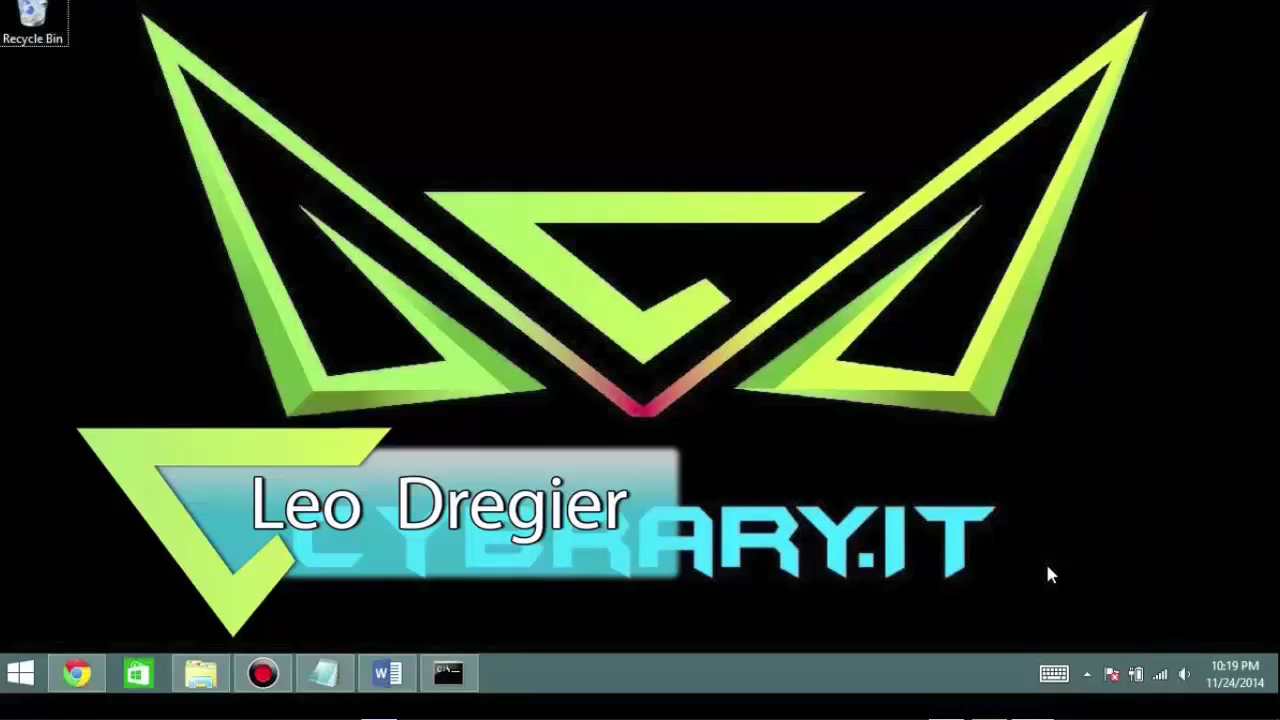 Recycle Bin
Leo Dregier
CYBRARY.IT
C:\._
10:19 PM
11/24/2014